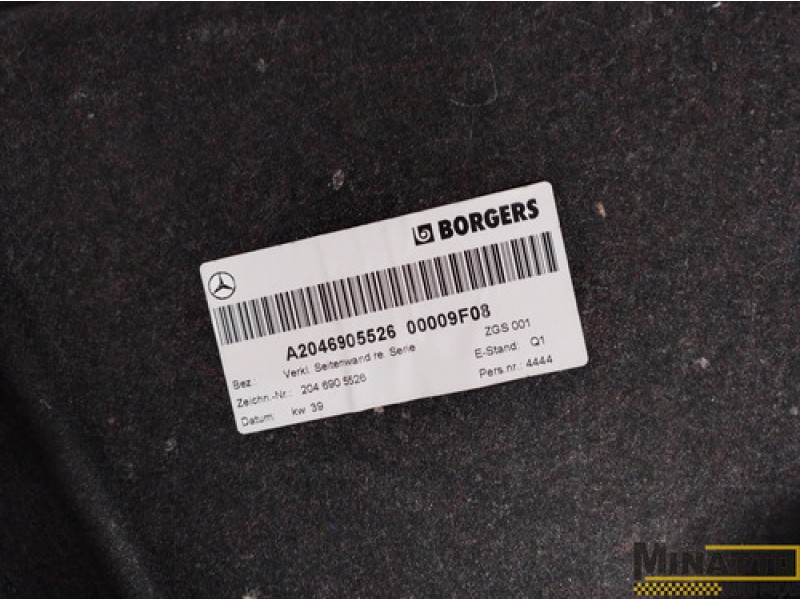 BORGERS
A2046905526 00009F08
Bez.: Verkl. Seitenwand re. Serie ZGS 001
Zeichn.-Nr.: 204 690 5526 E-Stand: Q1
Datum: kw 39 Pers.nr.: 4444